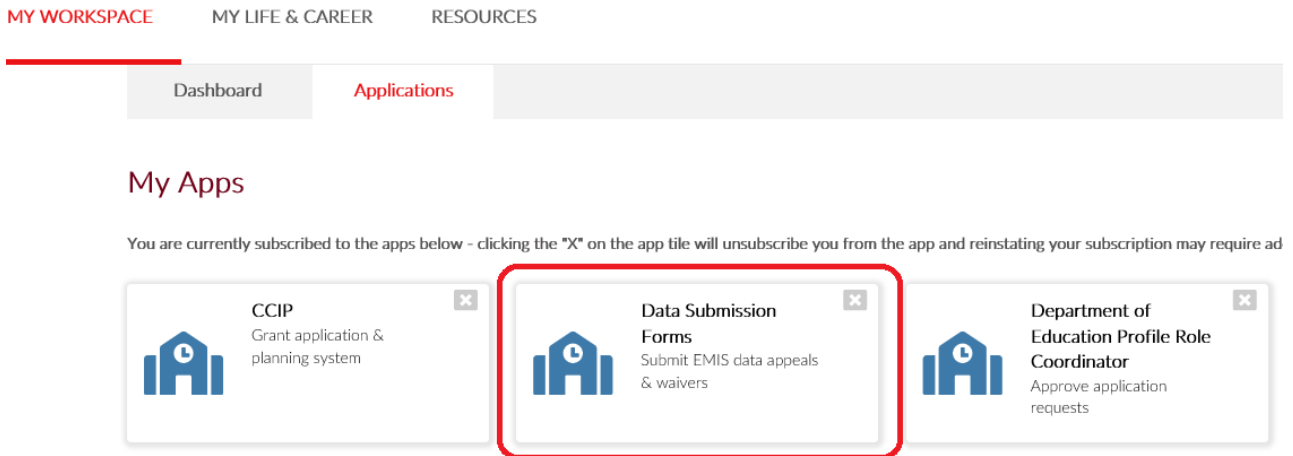 MY WORKSPACE MY LIFE & CAREER RESOURCES
Dashboard Applications
My Apps
You are currently subscribed to the apps below - clicking the "X" on the app tile will unsubscribe you from the app and reinstating your subscription may require ad
CCIP
Grant application &
planning system
Data Submission
Forms
Submit EMIS data appeals
& waivers
Department of
Education Profile Role
Coordinator
Approve application
requests